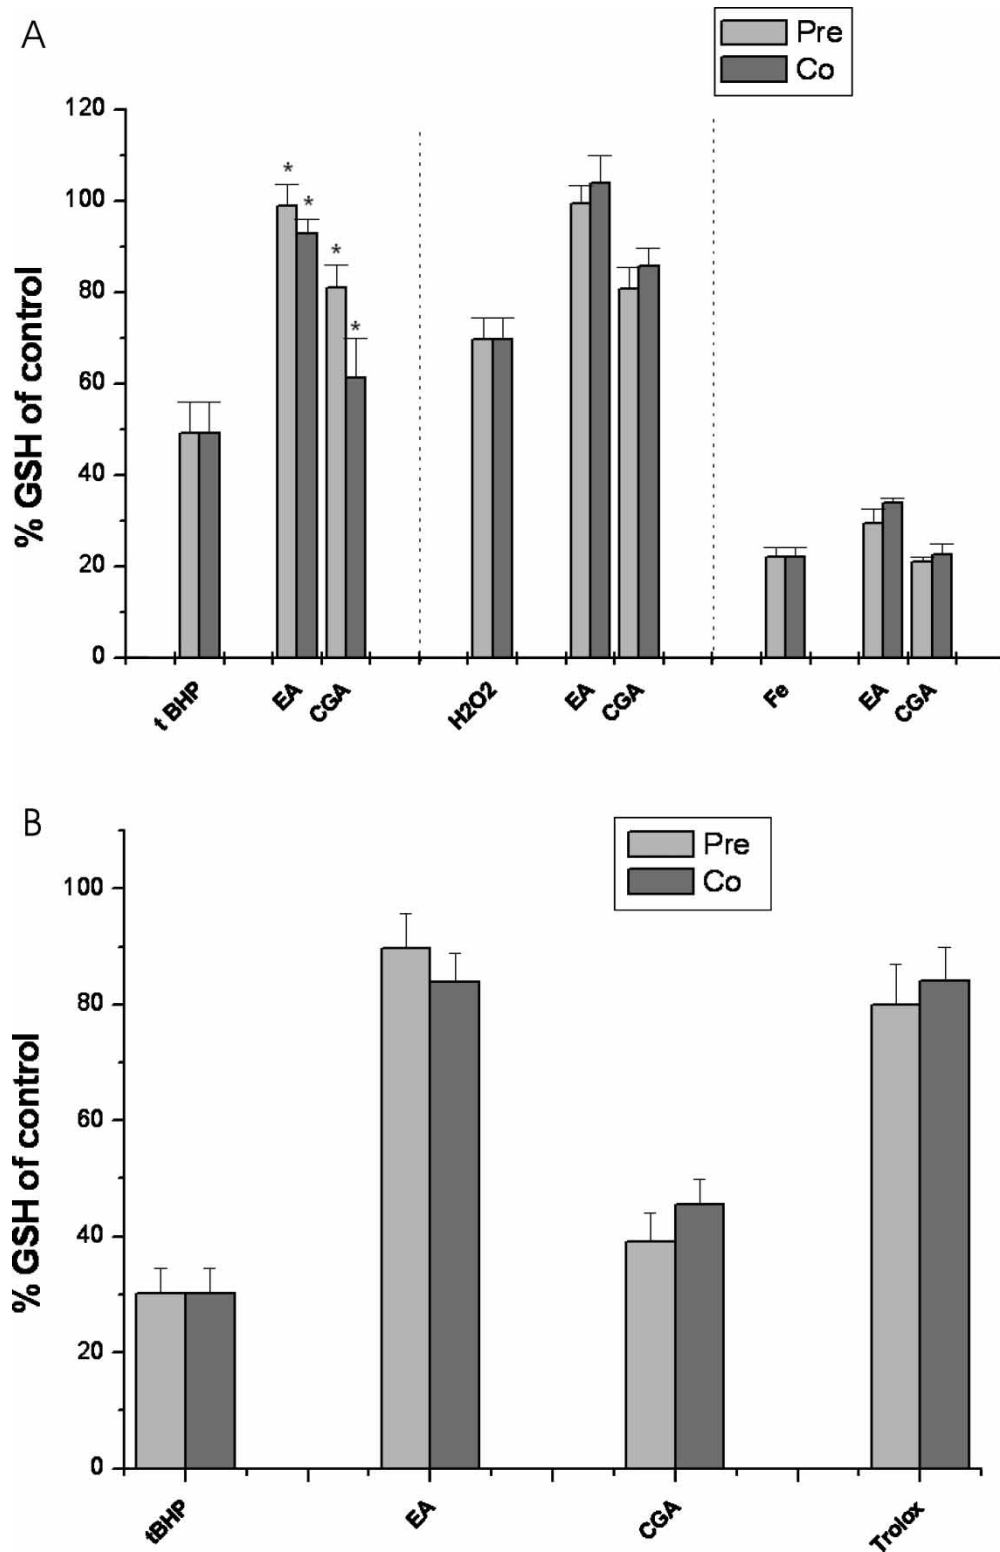 A
Pre
Co
120
100
80
60
40
20
0
% GSH of control
* * * *
t BHP EA CGA H2O2 EA CGA Fe EA CGA
B
Pre
Co
100
80
60
40
20
0
% GSH of control
tBHP EA CGA Trolox